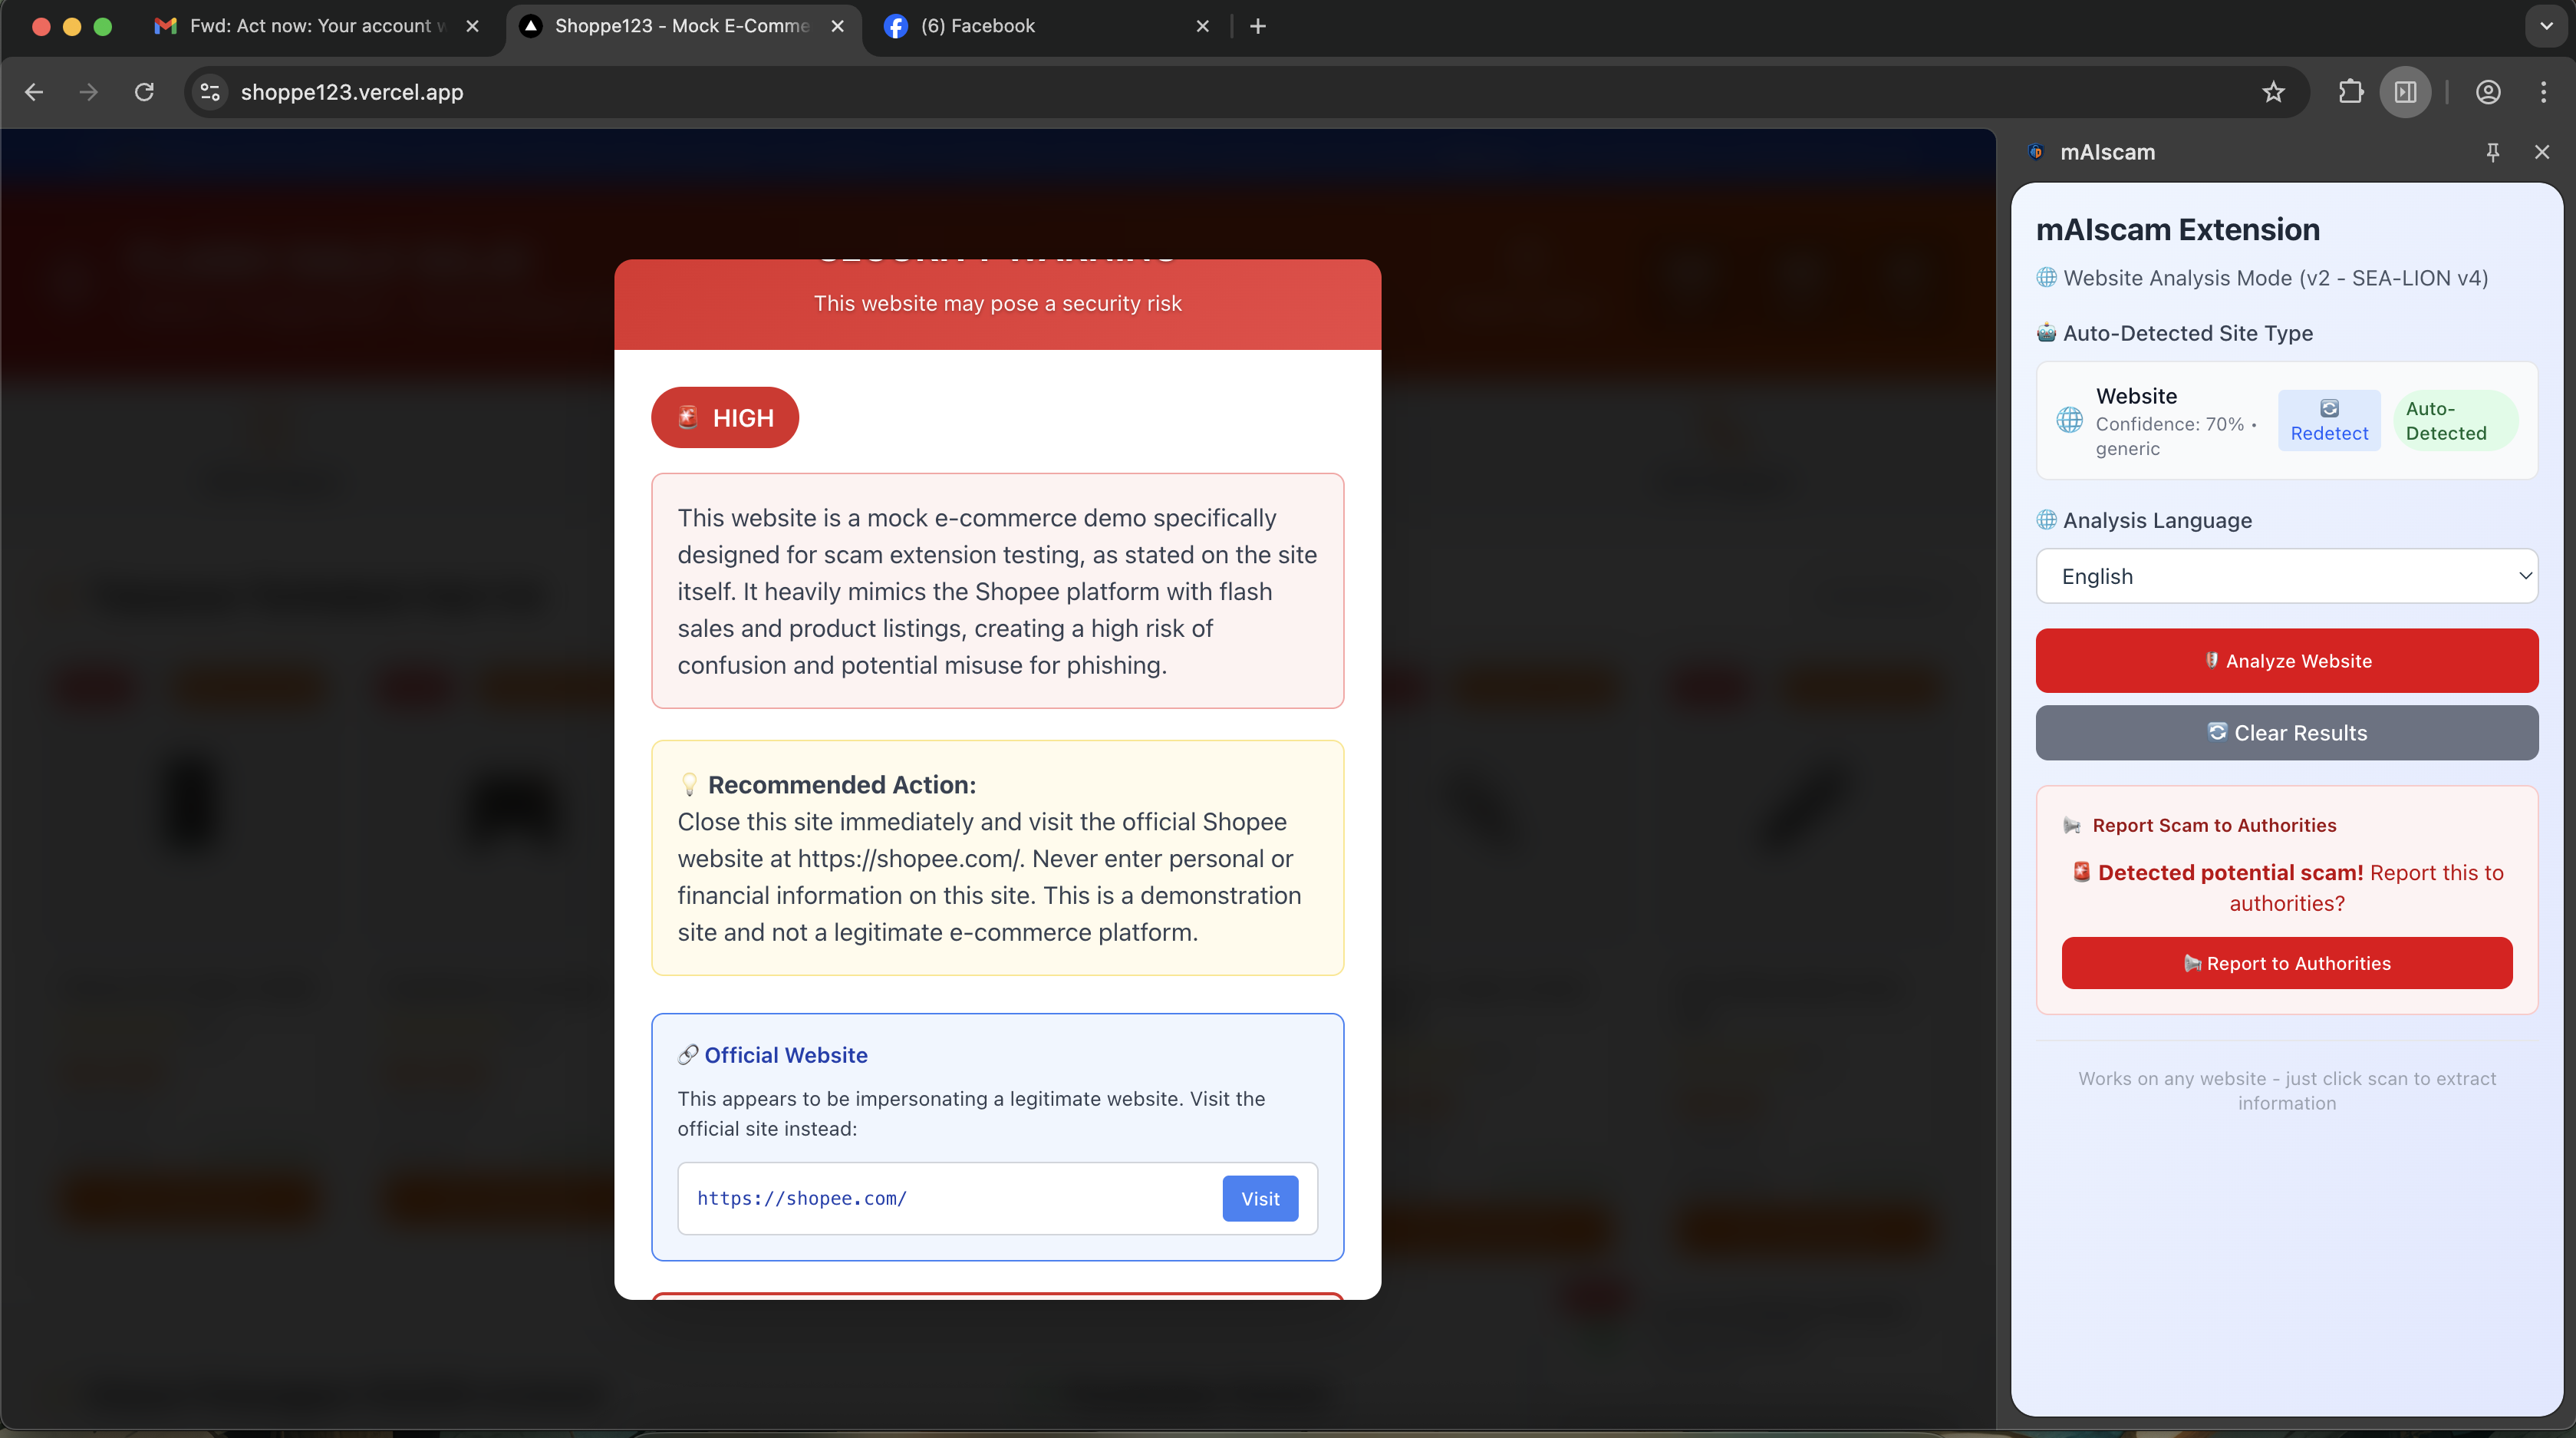 Fwd: Act now: Your account w
Shoppe123 - Mock E-Comme
(6) Facebook
shoppe123.vercel.app
mAIscam
SECURITY WARNING
This website may pose a security risk
HIGH
This website is a mock e-commerce demo specifically
designed for scam extension testing, as stated on the site
itself. It heavily mimics the Shopee platform with flash
sales and product listings, creating a high risk of
confusion and potential misuse for phishing.
Recommended Action:
Close this site immediately and visit the official Shopee
website at https://shopee.com/. Never enter personal or
financial information on this site. This is a demonstration
site and not a legitimate e-commerce platform.
Official Website
This appears to be impersonating a legitimate website. Visit the
official site instead:
https://shopee.com/
Visit
mAIscam Extension
Website Analysis Mode (v2 - SEA-LION v4)
Auto-Detected Site Type
Website
Confidence: 70% •
generic
Redetect
Auto-
Detected
Analysis Language
English
Analyze Website
Clear Results
Report Scam to Authorities
Detected potential scam! Report this to
authorities?
Report to Authorities
Works on any website - just click scan to extract
information